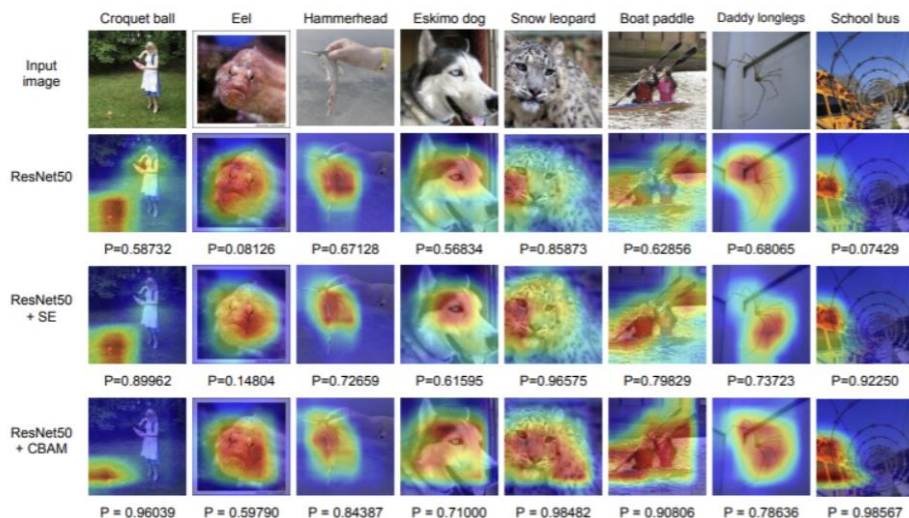 Croquet ball Eel Hammerhead Eskimo dog Snow leopard Boat paddle Daddy longlegs School bus
Input
image
ResNet50
P=0.58732 P=0.08126 P=0.67128 P=0.56834 P=0.85873 P=0.62856 P=0.68065 P=0.07429
ResNet50
+ SE
P=0.89962 P=0.14804 P=0.72659 P=0.61595 P=0.96575 P=0.79829 P=0.73723 P=0.92250
ResNet50
+ CBAM
P = 0.96039 P = 0.59790 P = 0.84387 P = 0.71000 P = 0.98482 P = 0.90806 P = 0.78636 P = 0.98567